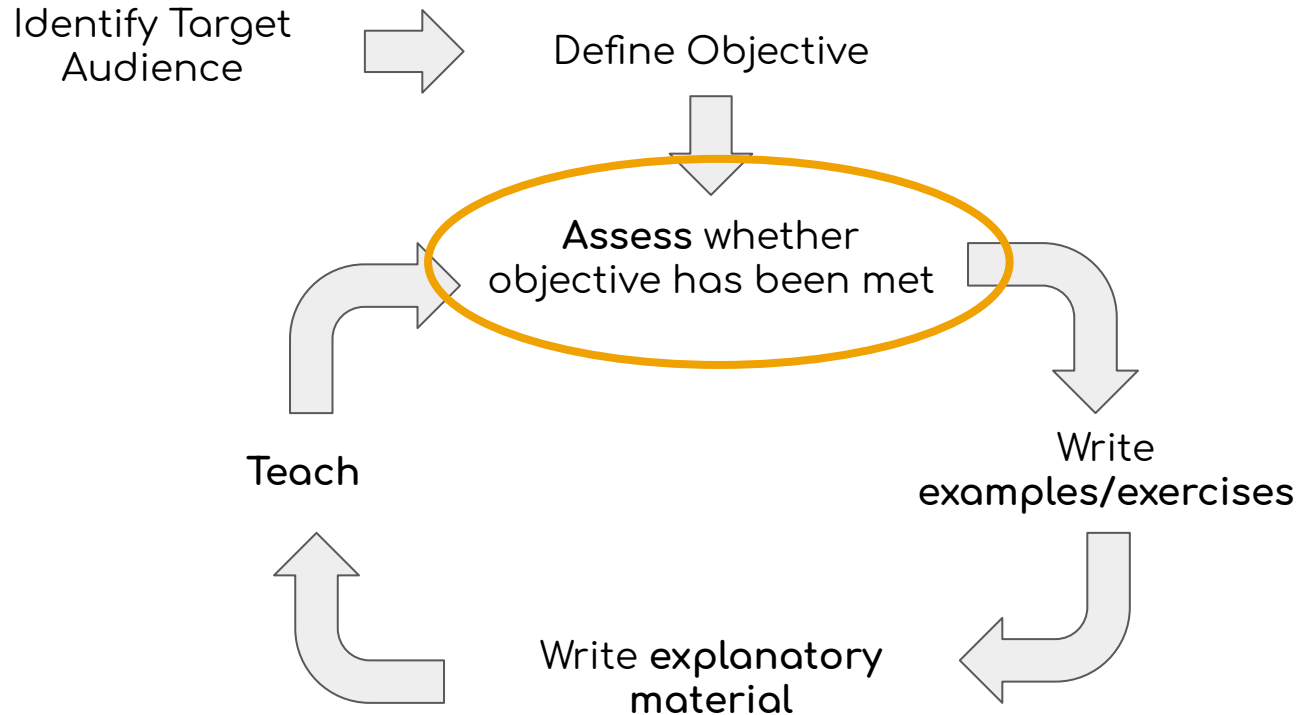 Identify Target
Audience
Define Objective
Assess whether
objective has been met
Write
examples/exercises
Write explanatory
material
Teach